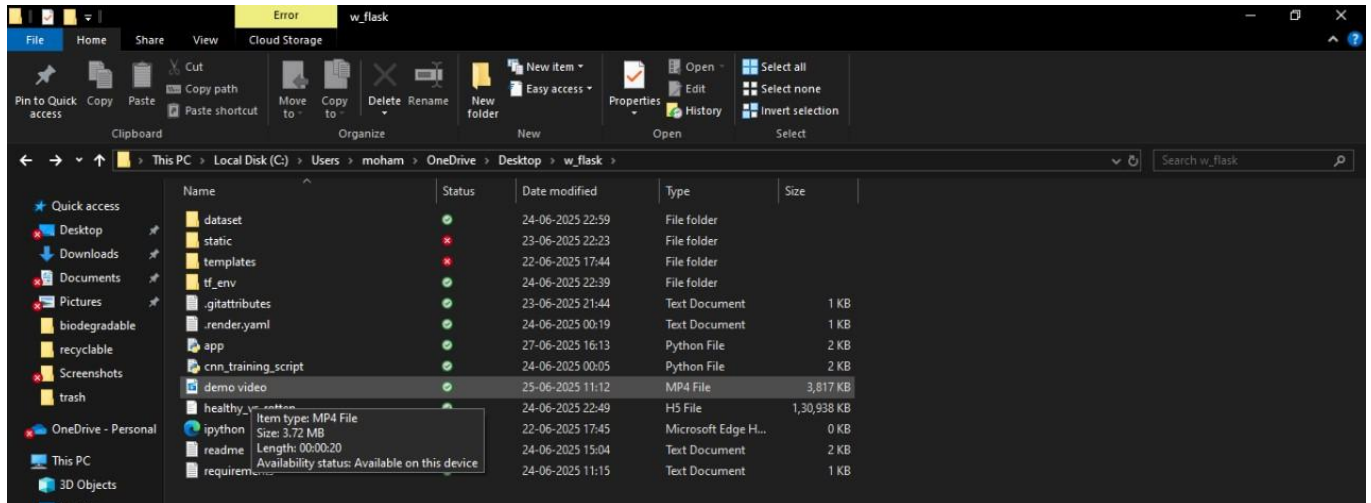 Error w_flask
File Home Share View Cloud Storage
Pin to Quick access
Copy
Paste
Cut
Copy path
Paste shortcut
Clipboard
Move to
Copy to
Delete
Rename
Organize
New folder
New item
Easy access
New
Properties
Open
Edit
History
Open
Select all
Select none
Invert selection
Select
This PC > Local Disk (C:) > Users > moham > OneDrive > Desktop > w_flask > Search w_flask
Quick access
Desktop
Downloads
Documents
Pictures
biodegradable
recyclable
Screenshots
trash
OneDrive - Personal
This PC
3D Objects
Name Status Date modified Type Size
dataset 24-06-2025 22:59 File folder
static 23-06-2025 22:23 File folder
templates 22-06-2025 17:44 File folder
tf_env 24-06-2025 22:39 File folder
.gitattributes 23-06-2025 21:44 Text Document 1 KB
.render.yaml 24-06-2025 00:19 Text Document 1 KB
app 27-06-2025 16:13 Python File 2 KB
cnn_training_script 24-06-2025 00:05 Python File 2 KB
demo video 25-06-2025 11:12 MP4 File 3,817 KB
24-06-2025 22:49 H5 File 1,30,938 KB
ipython 22-06-2025 17:45 Microsoft Edge H... 0 KB
readme 24-06-2025 15:04 Text Document 2 KB
24-06-2025 11:15 Text Document 1 KB
Item type: MP4 File
Size: 3.72 MB
Length: 00:00:20
Availability status: Available on this device